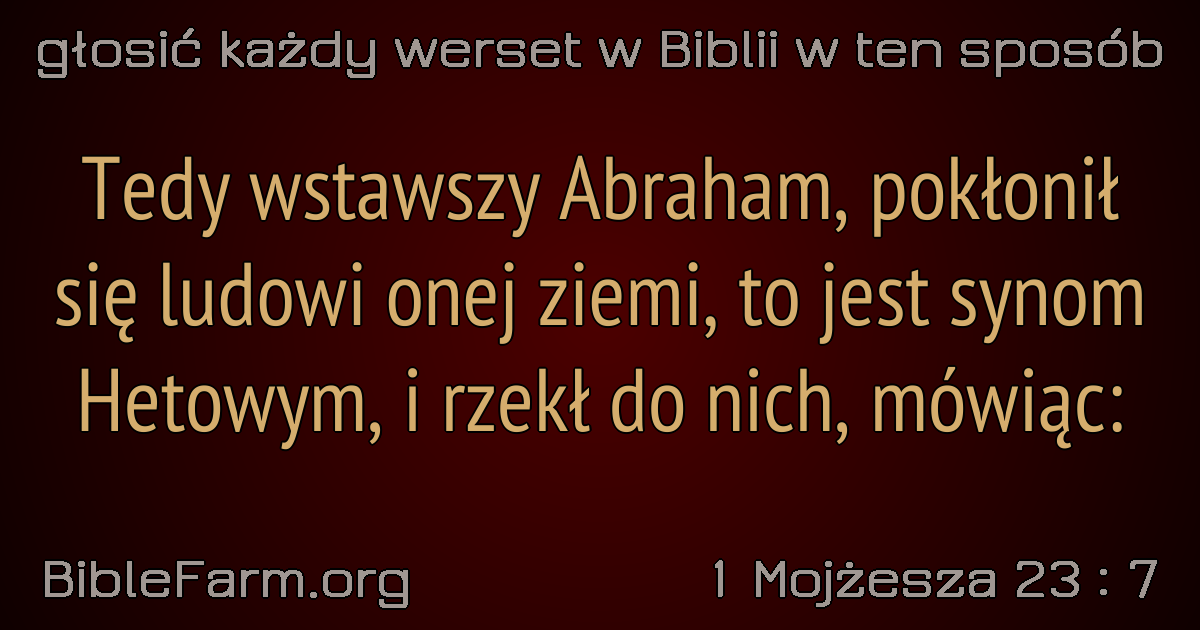 głosić każdy werset w Biblii w ten sposób
Tedy wstawszy Abraham, pokłonił
się ludowi onej ziemi, to jest synom
Hetowym, i rzekł do nich, mówiąc:
BibleFarm.org
1 Mojżesza 23 : 7